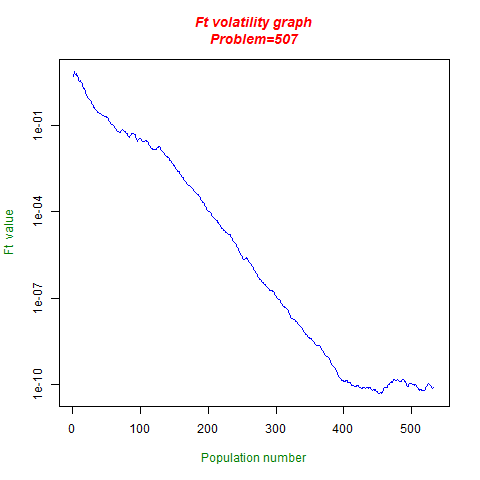 Ft volatility graph
Problem=507
1e-01
1e-04
1e-07
1e-10
Ft value
0 100 200 300 400 500
Population number